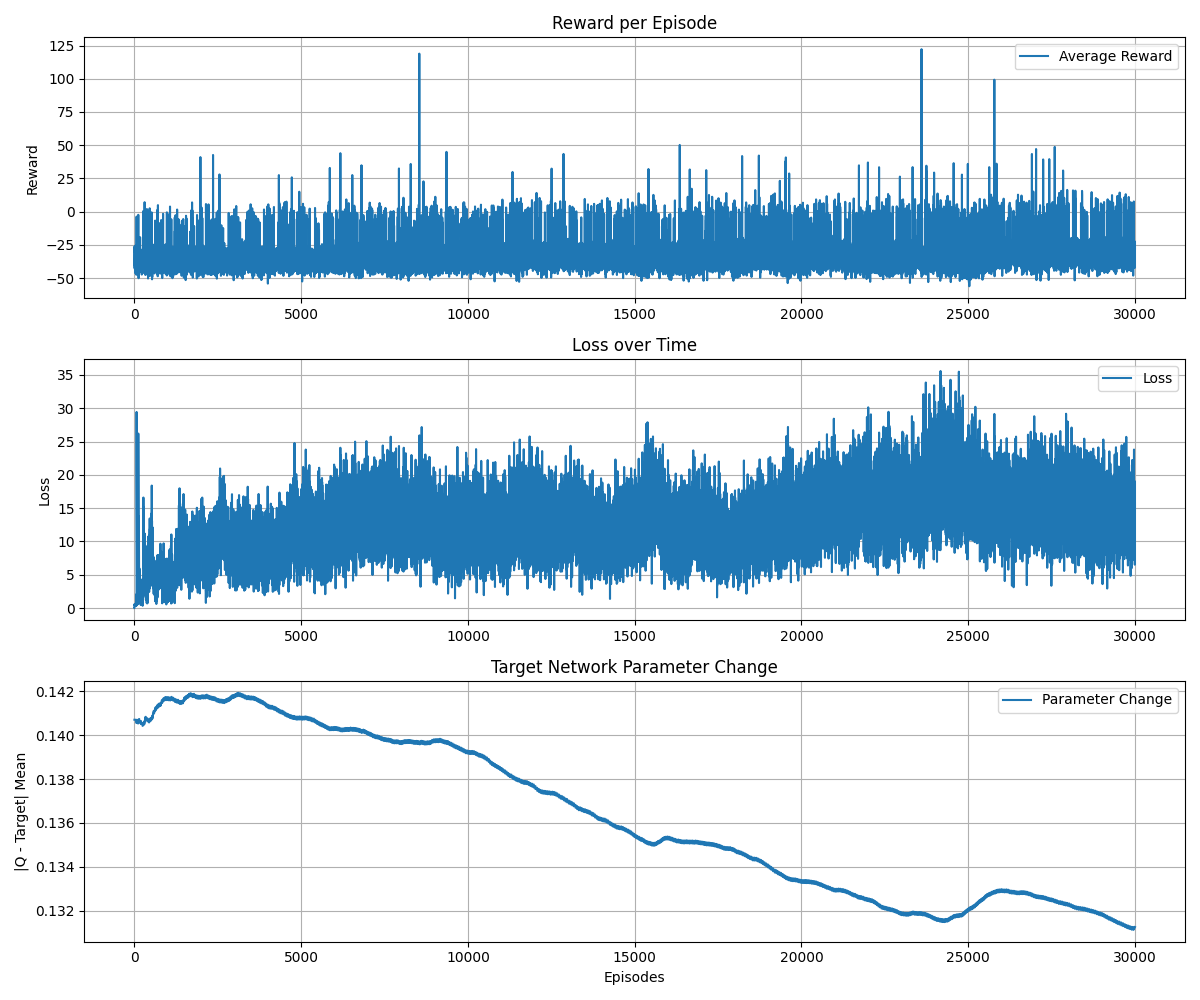 Reward per Episode
125
100
75
50
25
0
−25
−50
Reward
Average Reward
0 5000 10000 15000 20000 25000 30000
Loss over Time
35
30
25
20
15
10
5
0
Loss
Loss
0 5000 10000 15000 20000 25000 30000
Target Network Parameter Change
0.142
0.140
0.138
0.136
0.134
0.132
|Q - Target| Mean
Parameter Change
0 5000 10000 15000 20000 25000 30000
Episodes